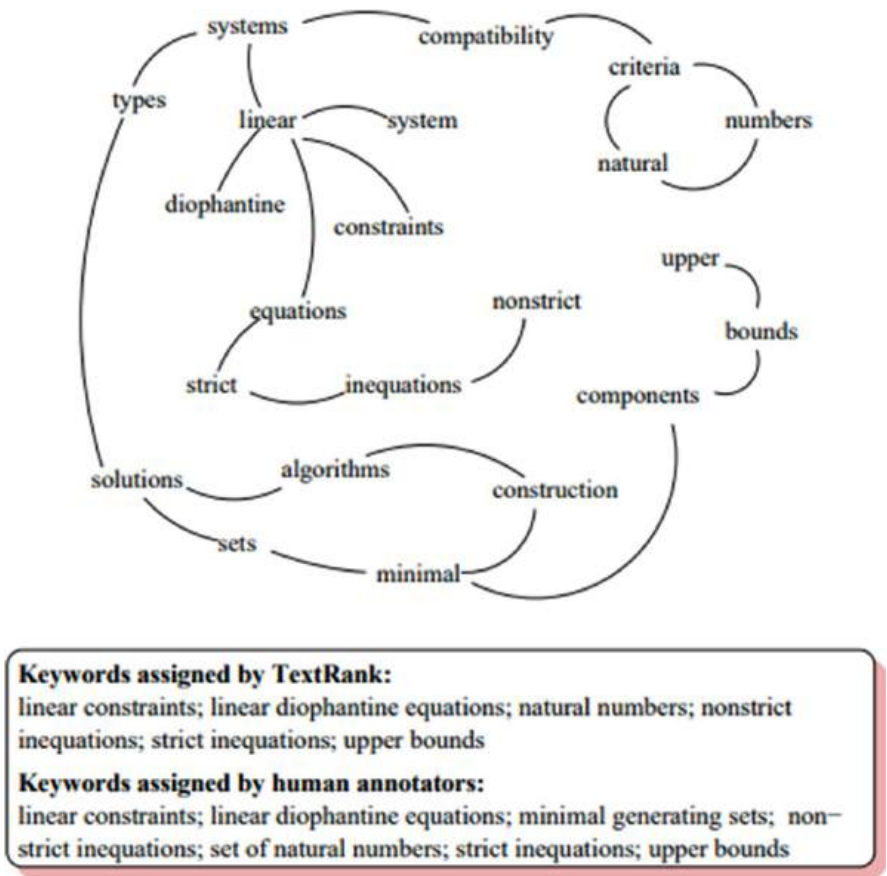 systems
compatibility
criteria
types
linear
system
numbers
natural
diophantine
constraints
upper
equations
nonstrict
bounds
strict
inequations
components
solutions
algorithms
construction
sets
minimal
Keywords assigned by TextRank:
linear constraints; linear diophantine equations; natural numbers; nonstrict
inequations; strict inequations; upper bounds
Keywords assigned by human annotators:
linear constraints; linear diophantine equations; minimal generating sets; non−
strict inequations; set of natural numbers; strict inequations; upper bounds